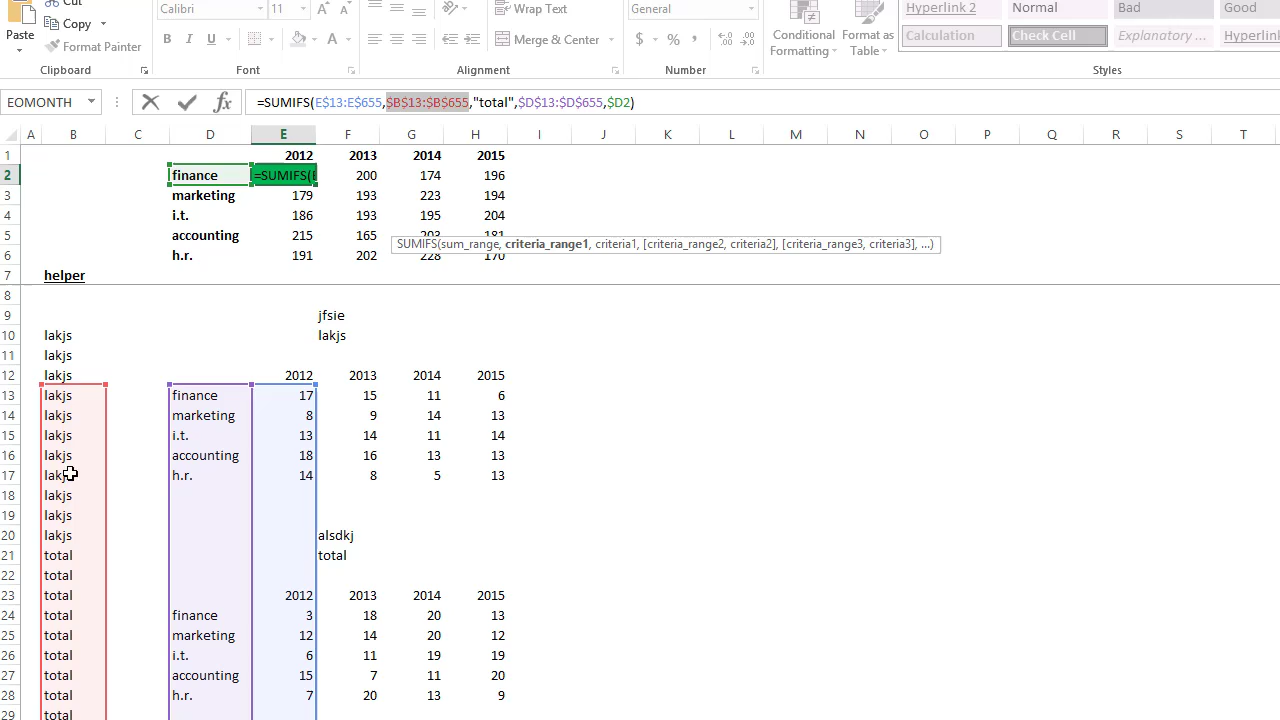 Cut
Calibri 11 A A Wrap Text General Hyperlink 2 Normal Bad Good
Paste Copy
Format Painter B I U A Merge & Center $ % , Conditional Formatting Format as Table Calculation Check Cell Explanatory ... Hyperlink
Clipboard Font Alignment Number Styles
EOMONTH fx =SUMIFS(E$13:E$655,$B$13:$B$655,"total",$D$13:$D$655,$D2)
A B C D E F G H I J K L M N O P Q R S T
1 2012 2013 2014 2015
2 finance =SUMIFS(E 200 174 196
3 marketing 179 193 223 194
4 i.t. 186 193 195 204
5 accounting 215 165 203 181
SUMIFS(sum_range, criteria_range1, criteria1, [criteria_range2, criteria2], [criteria_range3, criteria3], ...)
6 h.r. 191 202 228 170
7 helper
8
9 jfsie
10 lakjs lakjs
11 lakjs
12 lakjs 2012 2013 2014 2015
13 lakjs finance 17 15 11 6
14 lakjs marketing 8 9 14 13
15 lakjs i.t. 13 14 11 14
16 lakjs accounting 18 16 13 13
17 lakjs h.r. 14 8 5 13
18 lakjs
19 lakjs
20 lakjs alsdkj
21 total total
22 total
23 total 2012 2013 2014 2015
24 total finance 3 18 20 13
25 total marketing 12 14 20 12
26 total i.t. 6 11 19 19
27 total accounting 15 7 11 20
28 total h.r. 7 20 13 9
29 total